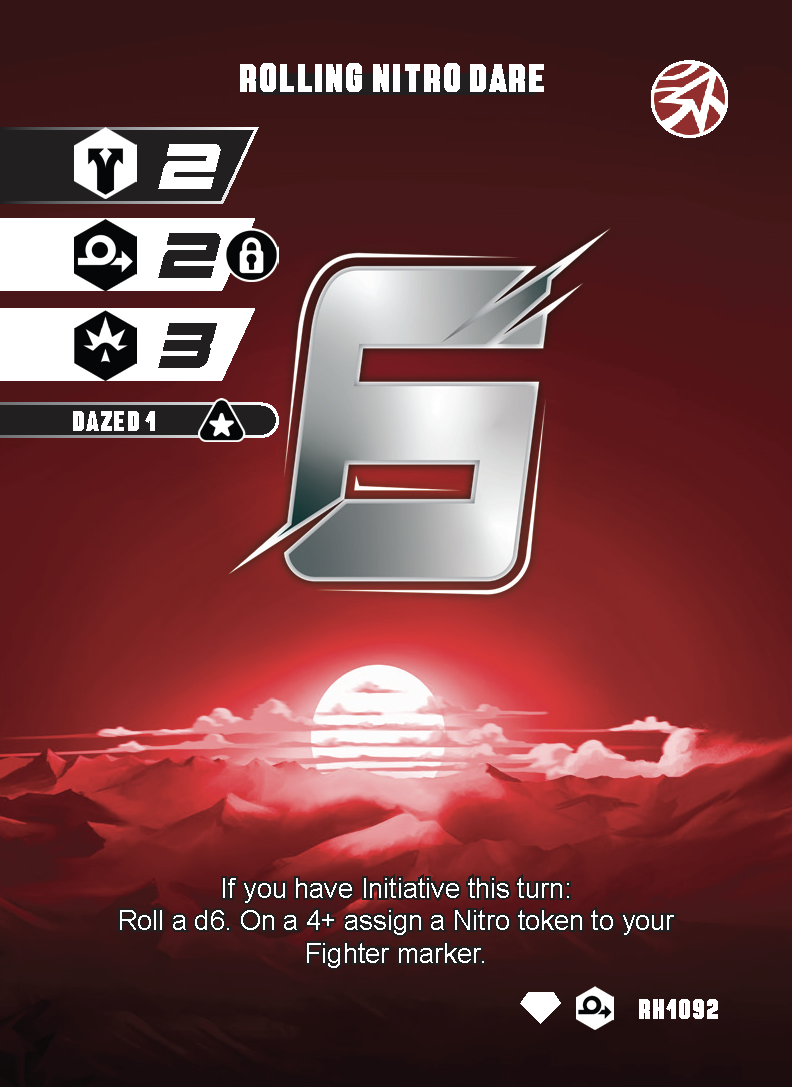 ROLLING NITRO DARE
2
2
3
DAZED 1
6
If you have Initiative this turn:
Roll a d6. On a 4+ assign a Nitro token to your
Fighter marker.
RH1092